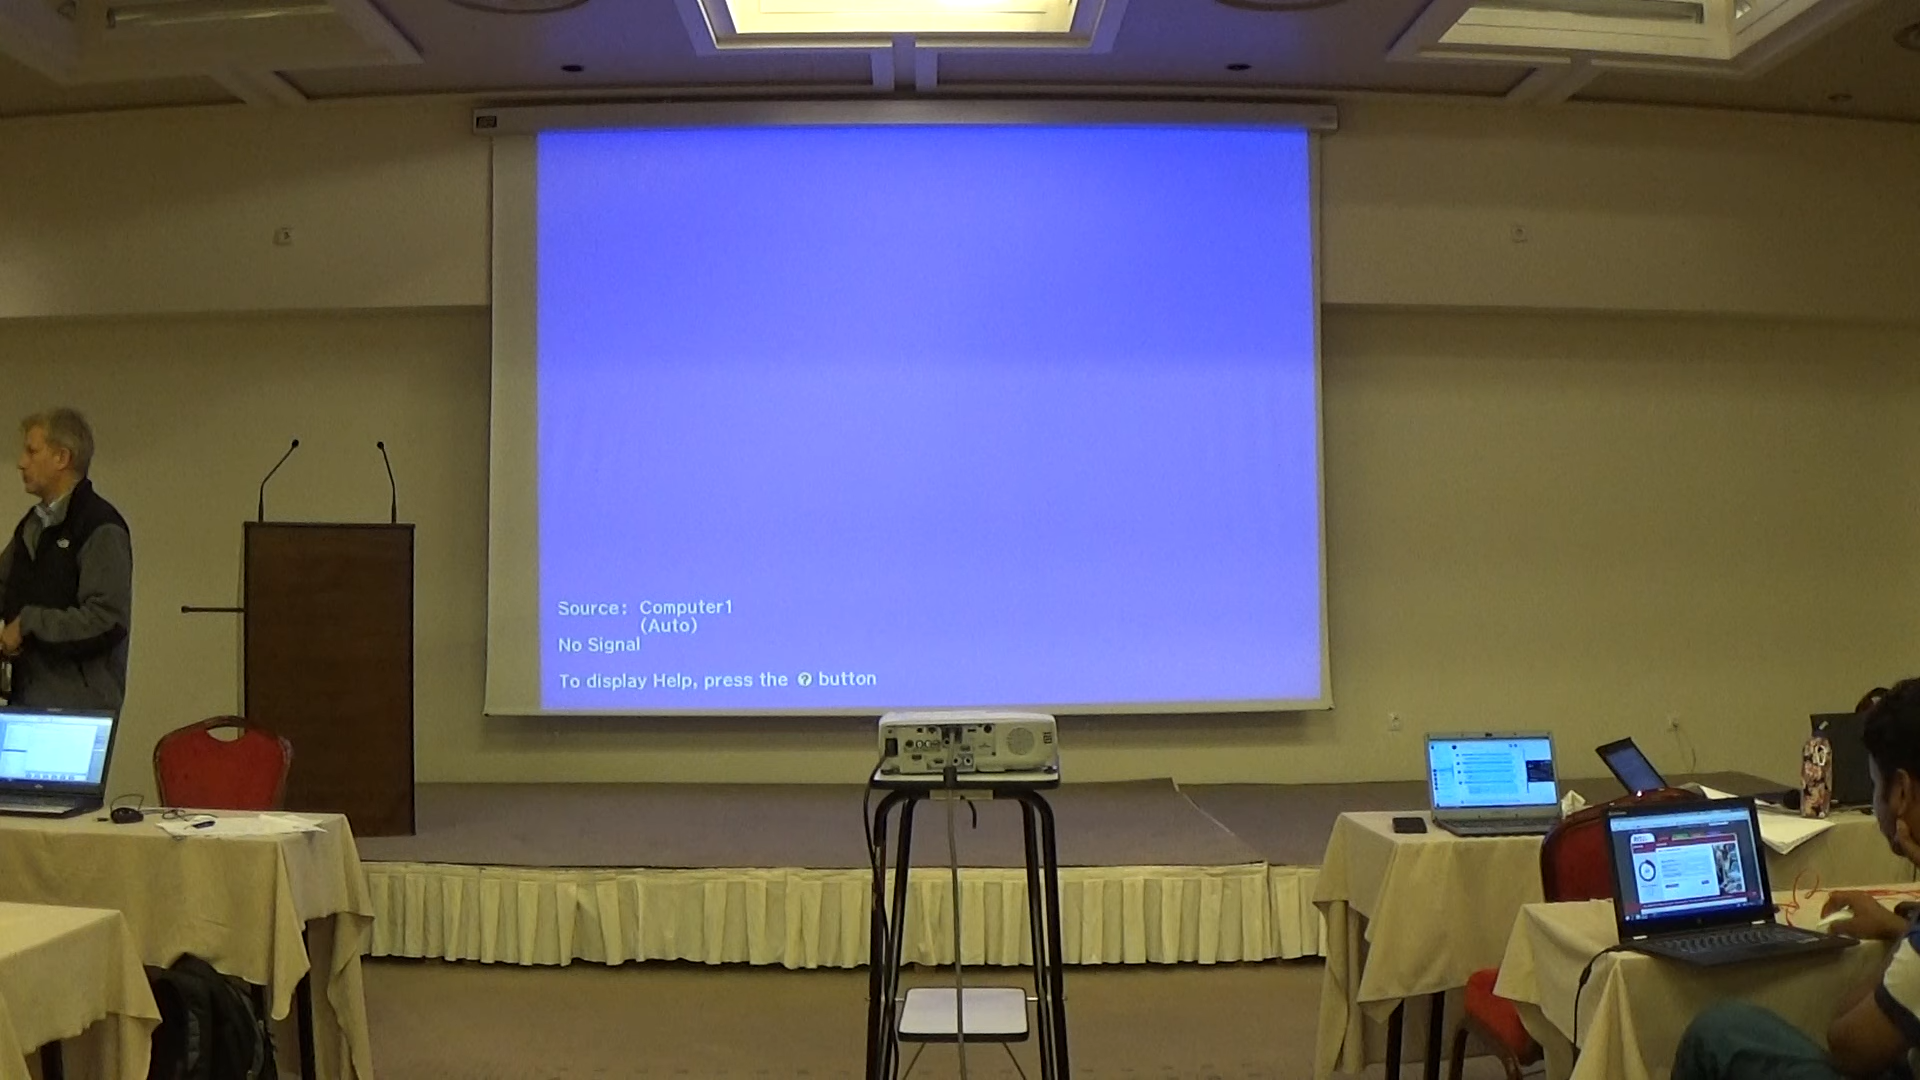 Source: Computer1
(Auto)
No Signal
To display Help, press the ? button